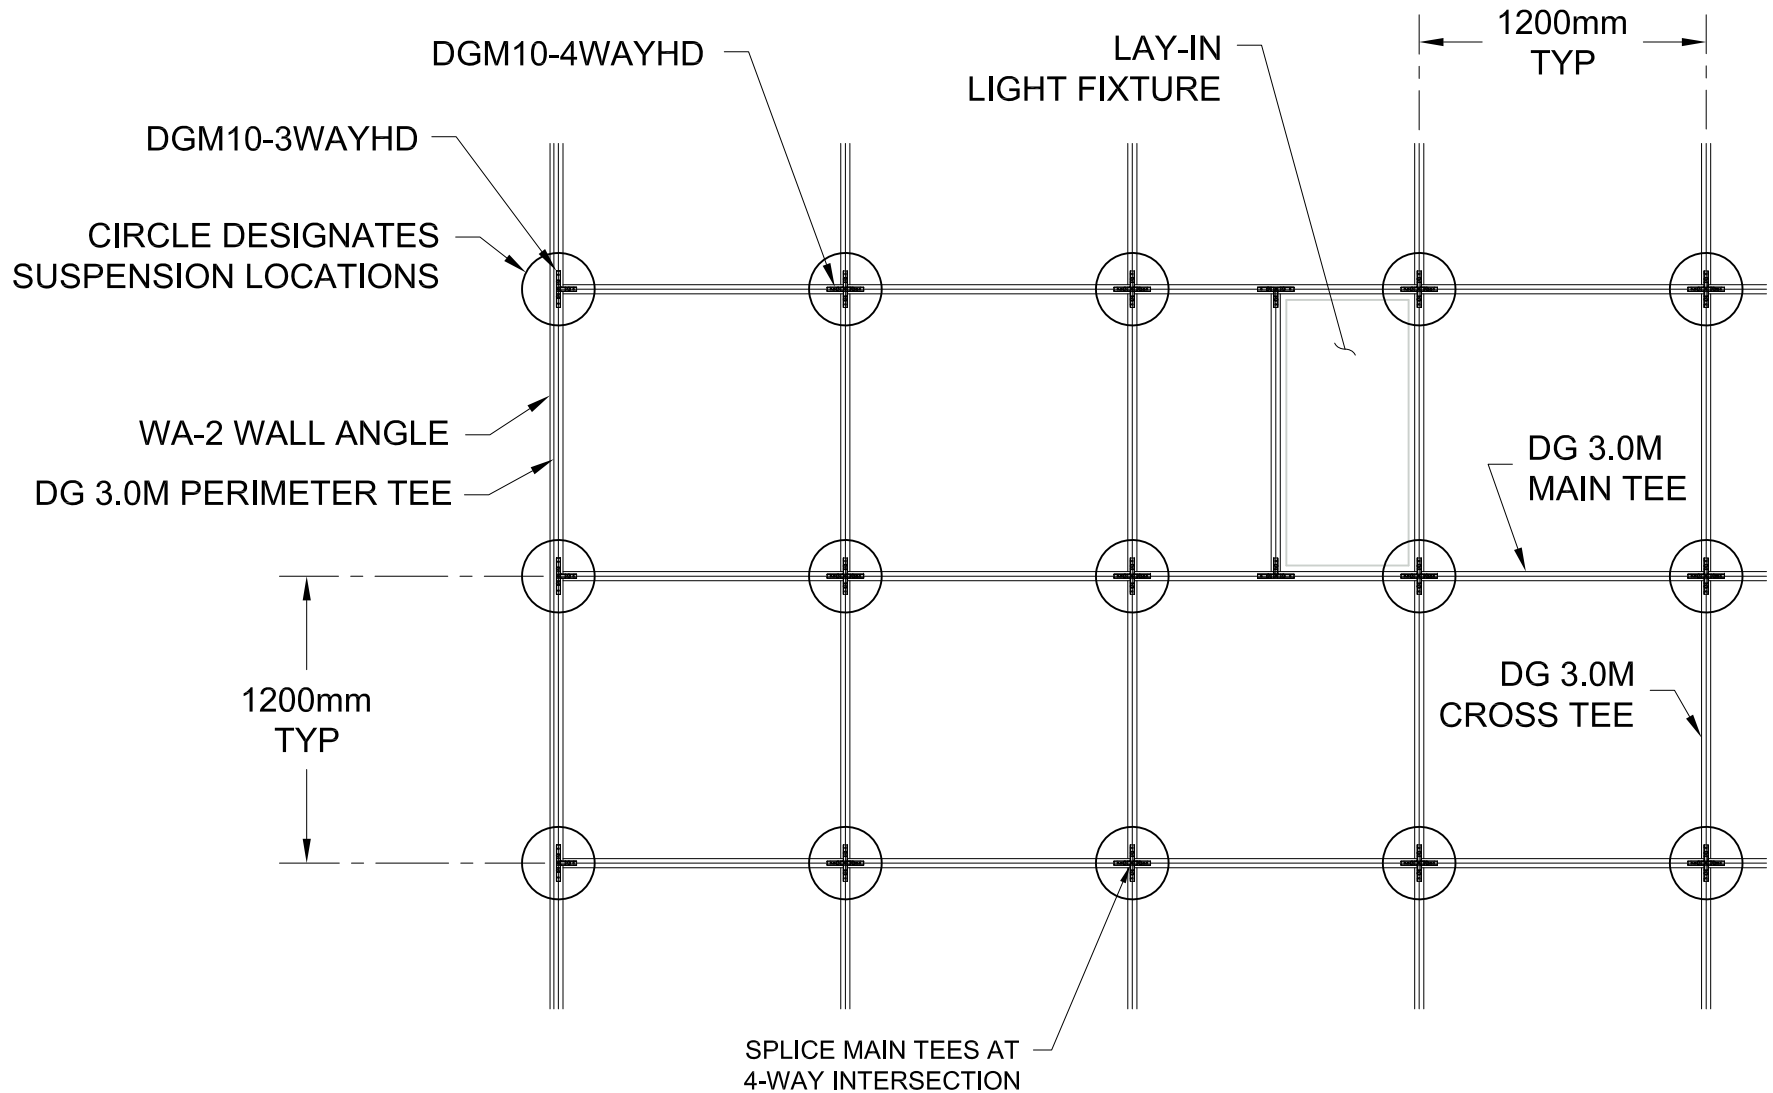 1200mm
TYP
DGM10-4WAYHD
LAY-IN
LIGHT FIXTURE
DGM10-3WAYHD
CIRCLE DESIGNATES
SUSPENSION LOCATIONS
WA-2 WALL ANGLE
DG 3.0M PERIMETER TEE
DG 3.0M
MAIN TEE
1200mm
TYP
DG 3.0M
CROSS TEE
SPLICE MAIN TEES AT
4-WAY INTERSECTION